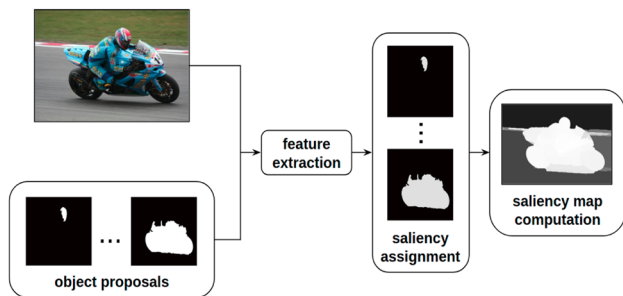 feature
extraction
object proposals
saliency
assignment
saliency map
computation